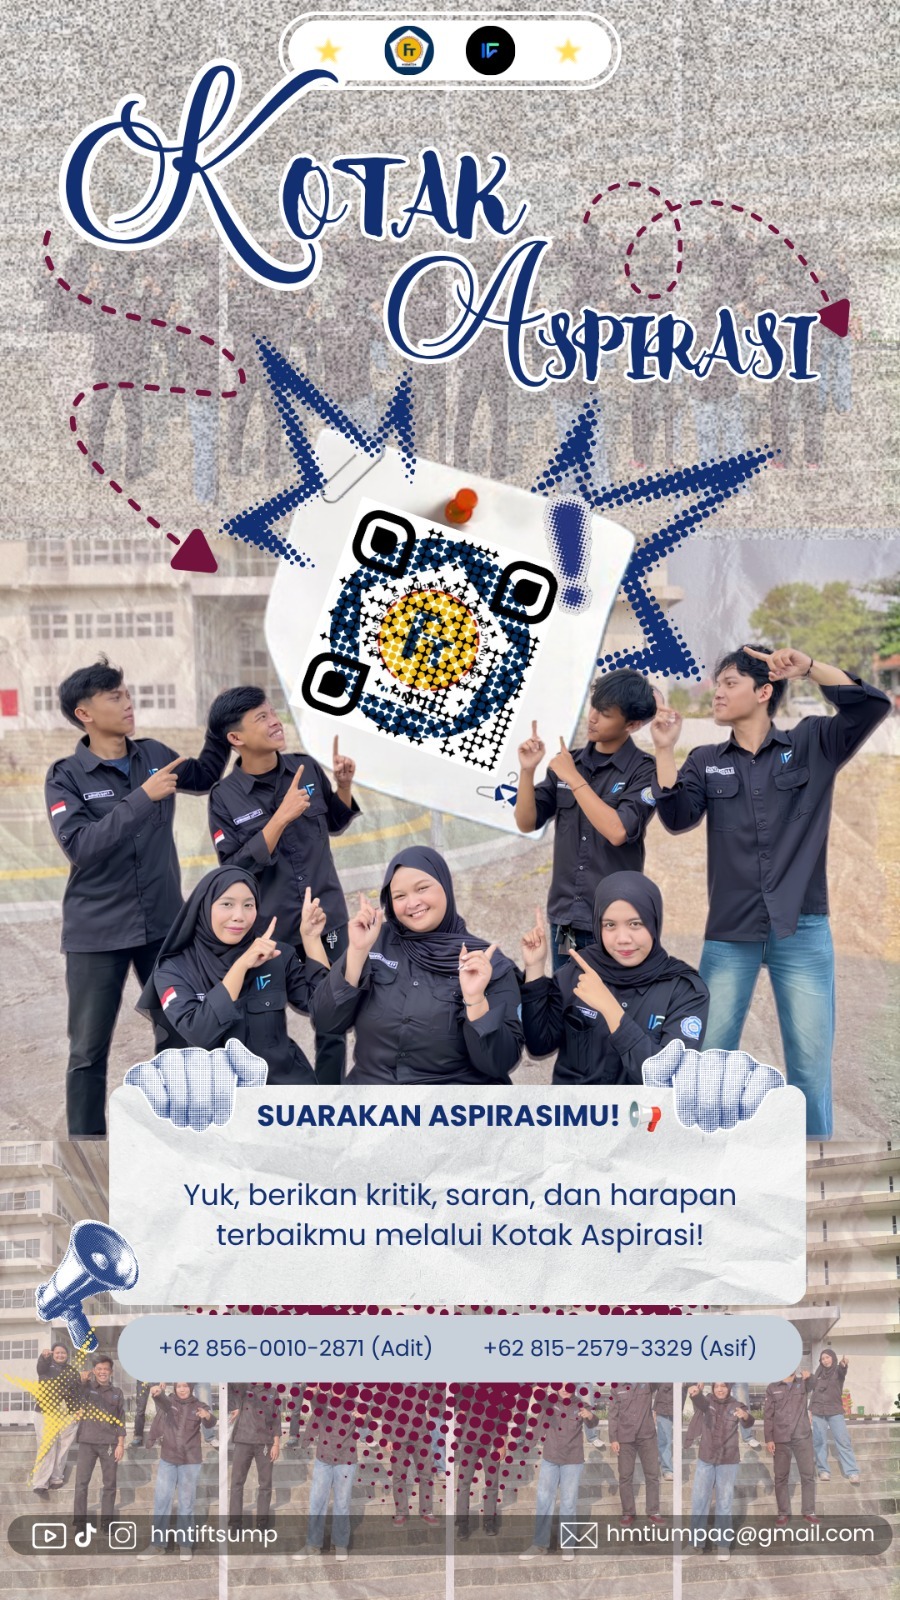 Kotak
Aspirasi
SUARAKAN ASPIRASIMU!
Yuk, berikan kritik, saran, dan harapan
terbaikmu melalui Kotak Aspirasi!
+62 856-0010-2871 (Adit)
+62 815-2579-3329 (Asif)
hmtiftsump
hmtiumpac@gmail.com